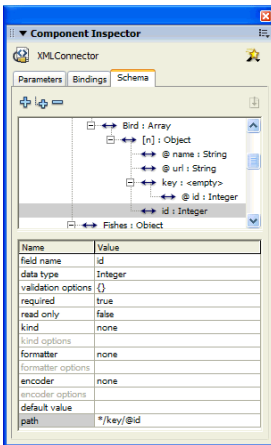 Component Inspector
XMLConnector
Parameters Bindings Schema
Bird : Array
[n] : Object
@ name : String
@ url : String
key : <empty>
@ id : Integer
id : Integer
Fishes : Object
Name Value
field name id
data type Integer
validation options {}
required true
read only false
kind none
kind options
formatter none
formatter options
encoder none
encoder options
default value
path */key/@id